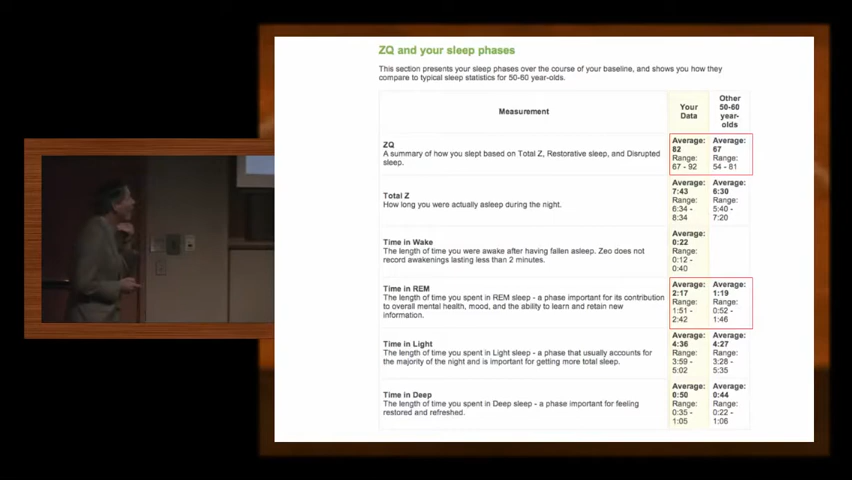 ZQ and your sleep phases
This section presents your sleep phases over the course of your baseline, and shows you how they
compare to typical sleep statistics for 50-60 year-olds.
Measurement
Your
Data
Other
50-60
year-
olds
ZQ
A summary of how you slept based on Total Z, Restorative sleep, and Disrupted
sleep.
Average:
82
Range:
67 - 92
Average:
67
Range:
54 - 81
Total Z
How long you were actually asleep during the night.
Average:
7:43
Range:
6:34 -
8:34
Average:
6:30
Range:
5:40 -
7:20
Time in Wake
The length of time you were awake after having fallen asleep. Zeo does not
record awakenings lasting less than 2 minutes.
Average:
0:22
Range:
0:12 -
0:40
Time in REM
The length of time you spent in REM sleep - a phase important for its contribution
to overall mental health, mood, and the ability to learn and retain new
information.
Average:
2:17
Range:
1:51 -
2:42
Average:
1:19
Range:
0:52 -
1:46
Time in Light
The length of time you spent in Light sleep - a phase that usually accounts for
the majority of the night and is important for getting more total sleep.
Average:
4:36
Range:
3:59 -
5:02
Average:
4:27
Range:
3:28 -
5:35
Time in Deep
The length of time you spent in Deep sleep - a phase important for feeling
restored and refreshed.
Average:
0:50
Range:
0:35 -
1:05
Average:
0:44
Range:
0:22 -
1:06